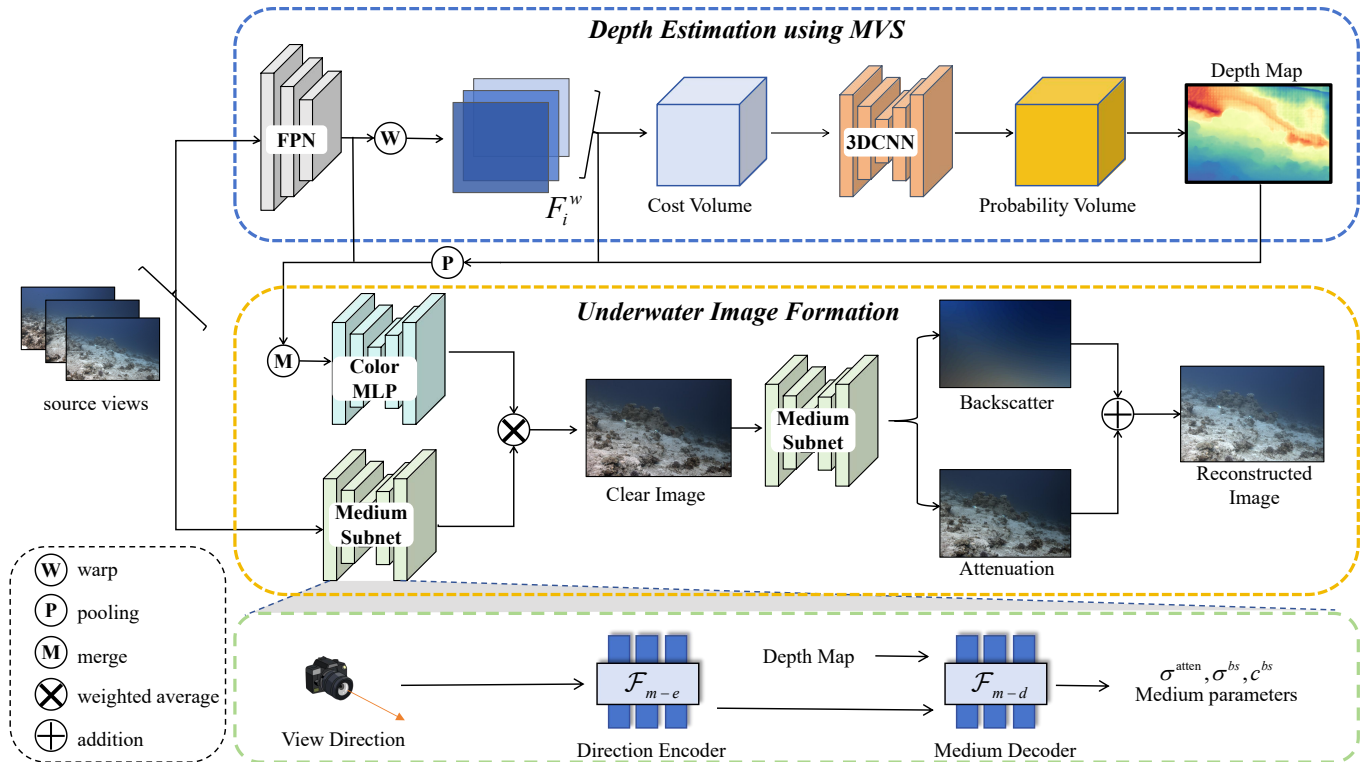 Depth Estimation using MVS
FPN
W
F_i^w
Cost Volume
3DCNN
Probability Volume
Depth Map
P
source views
Underwater Image Formation
M
Color
MLP
Medium
Subnet
Clear Image
Medium
Subnet
Backscatter
Attenuation
Reconstructed
Image
W warp
P pooling
M merge
weighted average
addition
View Direction
ℱ_{m-e}
Direction Encoder
Depth Map
ℱ_{m-d}
Medium Decoder
σ^{atten}, σ^{bs}, c^{bs}
Medium parameters